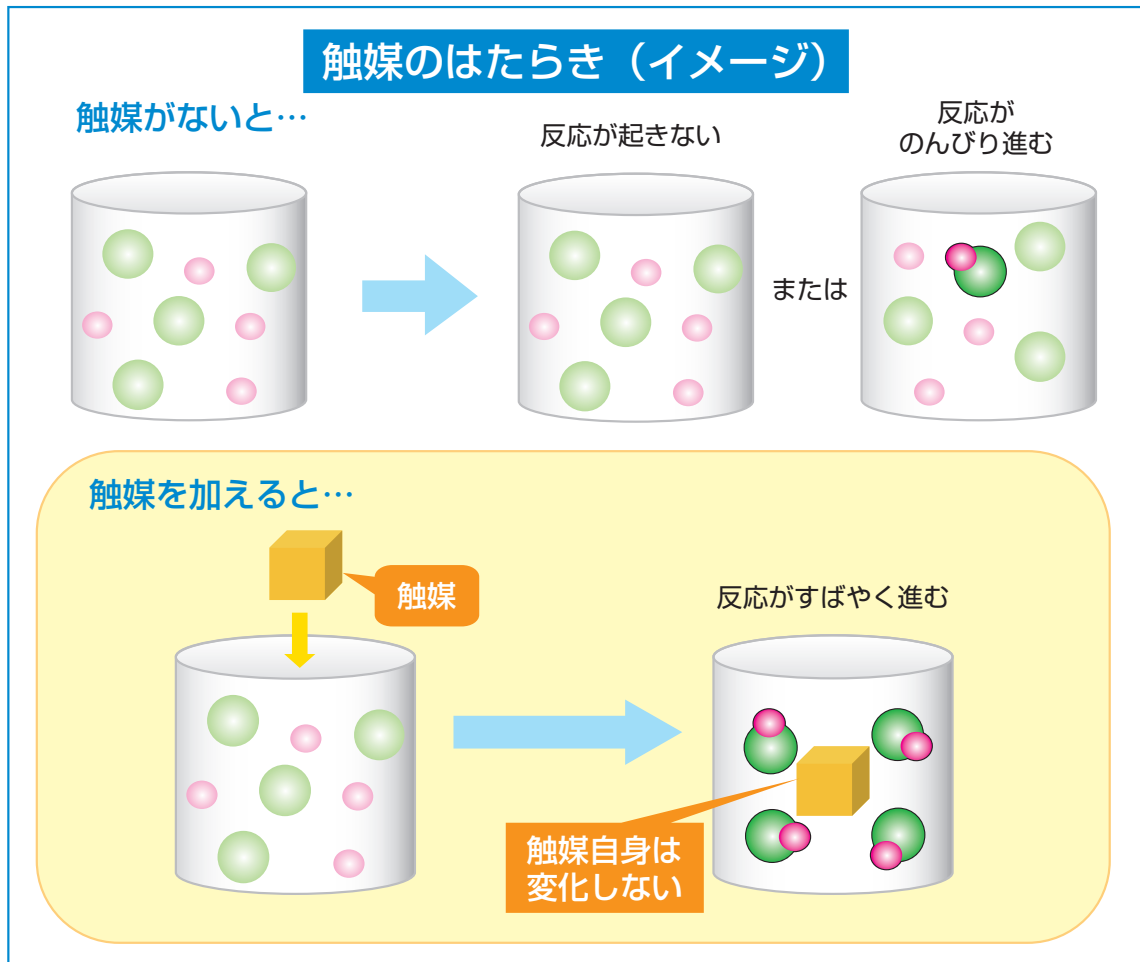 触媒のはたらき（イメージ）
触媒がないと…
反応が起きない
反応が
のんびり進む
または
触媒を加えると…
触媒
反応がすばやく進む
触媒自身は
変化しない